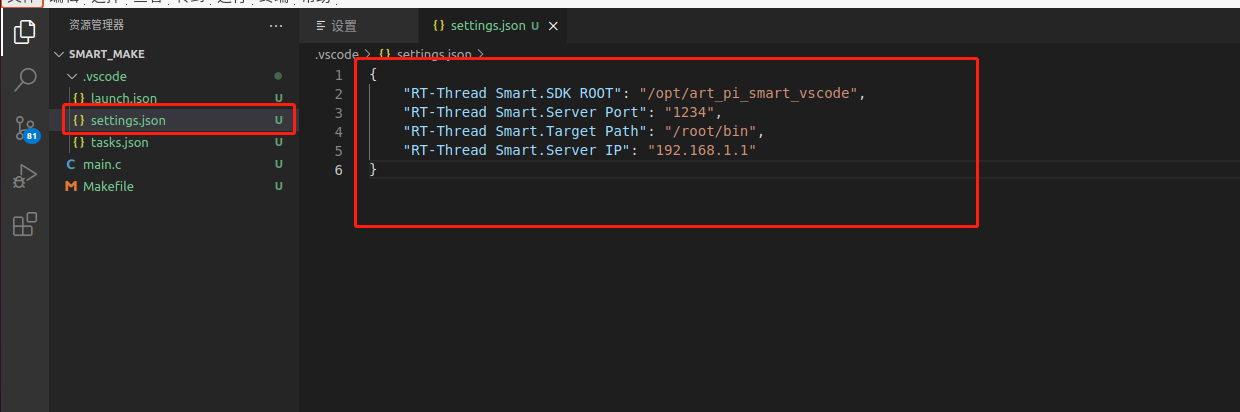 资源管理器
SMART_MAKE
.vscode
launch.json U
settings.json U
tasks.json U
main.c U
Makefile U
81
设置
settings.json U
.vscode > settings.json >
1 {
2 "RT-Thread Smart.SDK ROOT": "/opt/art_pi_smart_vscode",
3 "RT-Thread Smart.Server Port": "1234",
4 "RT-Thread Smart.Target Path": "/root/bin",
5 "RT-Thread Smart.Server IP": "192.168.1.1"
6 }